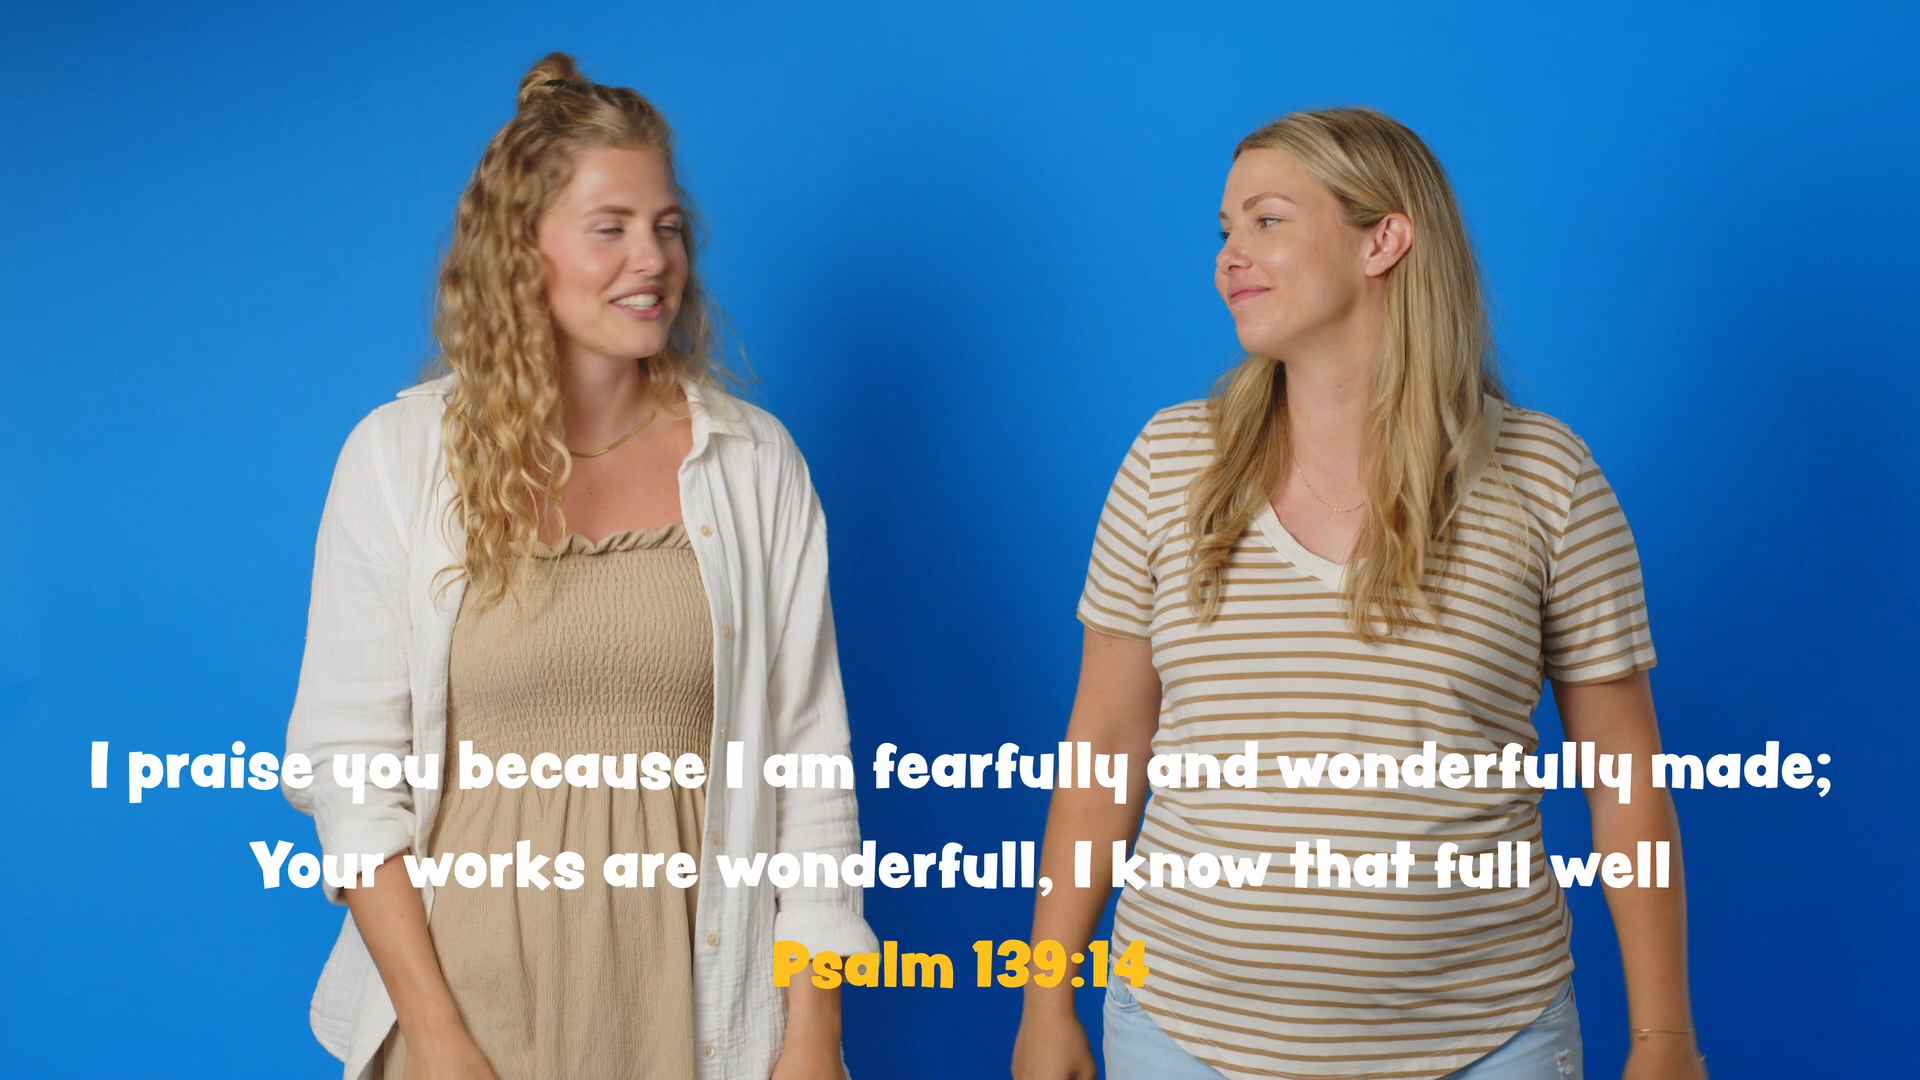 I praise you because I am fearfully and wonderfully made;
Your works are wonderfull, I know that full well
Psalm 139:14